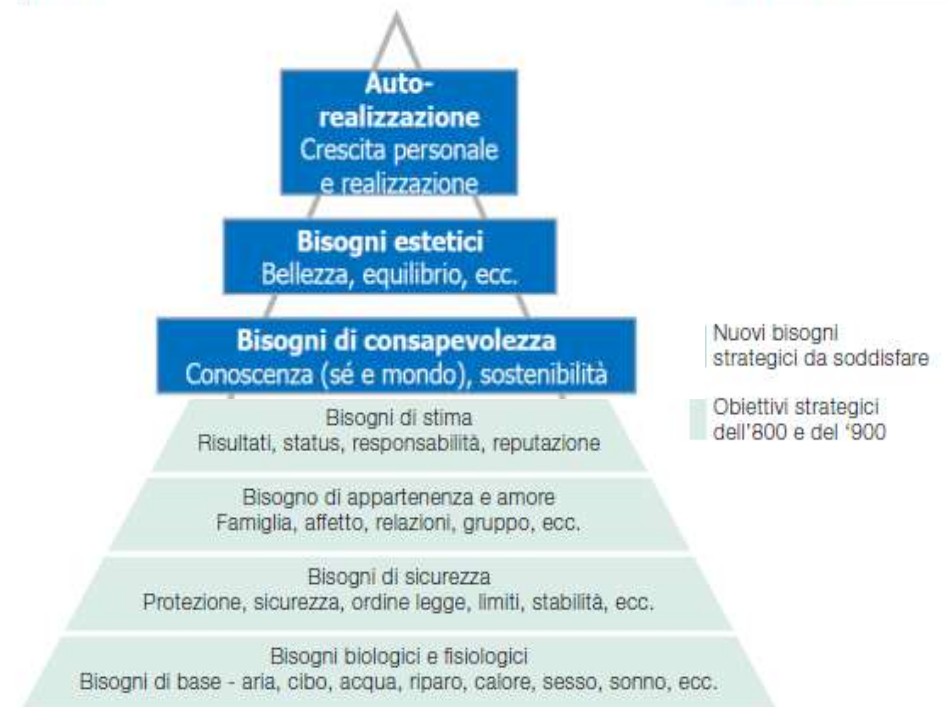 Auto-
realizzazione
Crescita personale
e realizzazione
Bisogni estetici
Bellezza, equilibrio, ecc.
Bisogni di consapevolezza
Conoscenza (sé e mondo), sostenibilità
Nuovi bisogni
strategici da soddisfare
Obiettivi strategici
dell'800 e del '900
Bisogni di stima
Risultati, status, responsabilità, reputazione
Bisogno di appartenenza e amore
Famiglia, affetto, relazioni, gruppo, ecc.
Bisogni di sicurezza
Protezione, sicurezza, ordine legge, limiti, stabilità, ecc.
Bisogni biologici e fisiologici
Bisogni di base - aria, cibo, acqua, riparo, calore, sesso, sonno, ecc.